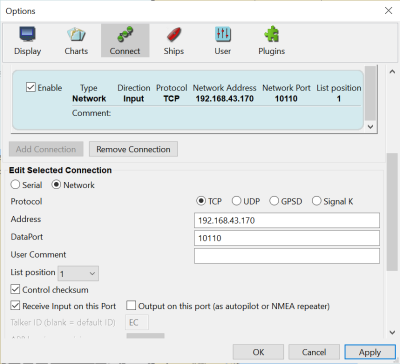 Options
Display Charts Connect Ships User Plugins
Enable Type Direction Protocol Network Address Network Port List position
Network Input TCP 192.168.43.170 10110 1
Comment:
Add Connection Remove Connection
Edit Selected Connection
Serial Network
Protocol TCP UDP GPSD Signal K
Address 192.168.43.170
DataPort 10110
User Comment
List position 1
Control checksum
Receive Input on this Port Output on this port (as autopilot or NMEA repeater)
Talker ID (blank = default ID) EC
OK Cancel Apply